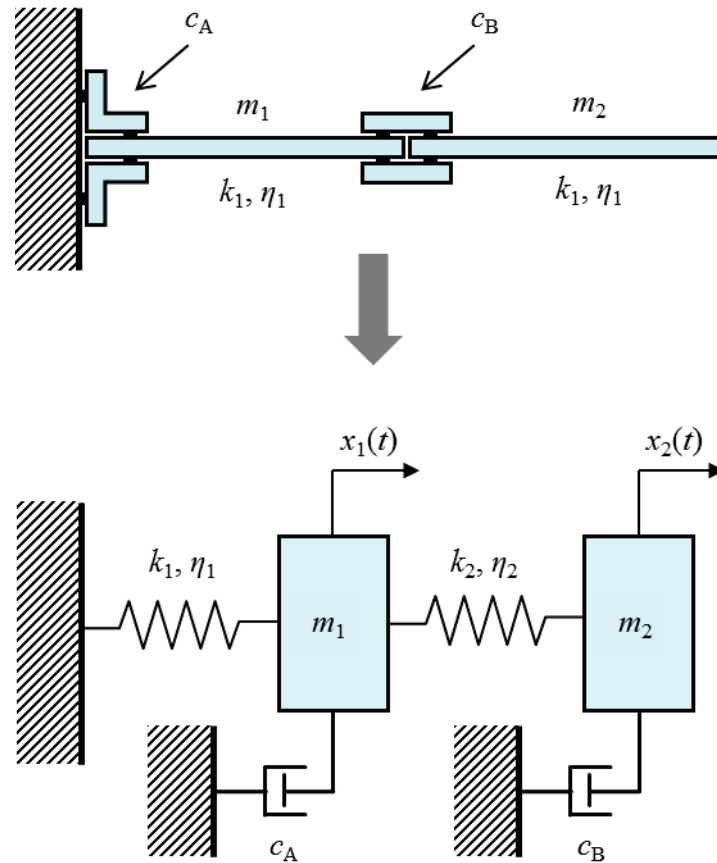 c_A
c_B
m_1
m_2
k_1, η_1
k_1, η_1
x_1(t)
x_2(t)
k_1, η_1
k_2, η_2
m_1
m_2
c_A
c_B